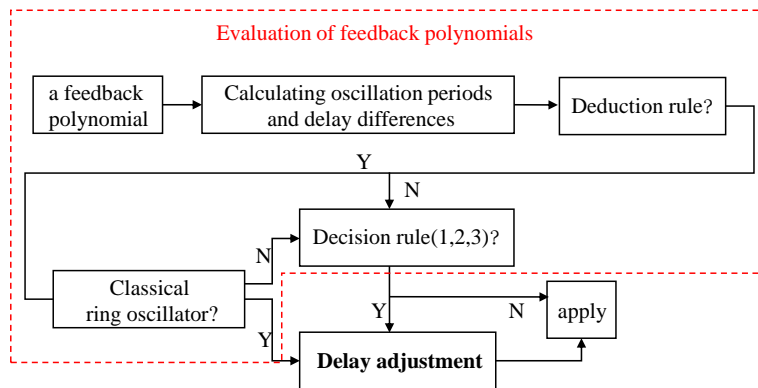 Evaluation of feedback polynomials
a feedback
polynomial
Calculating oscillation periods
and delay differences
Deduction rule?
Y
N
Decision rule(1,2,3)?
N
Classical
ring oscillator?
Y
Y
N
apply
Delay adjustment